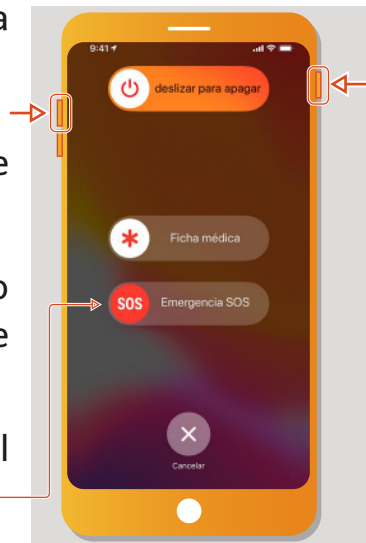 a
9:41
deslizar para apagar
e
Ficha médica
o
SOS Emergencia SOS
e
l
Cancelar